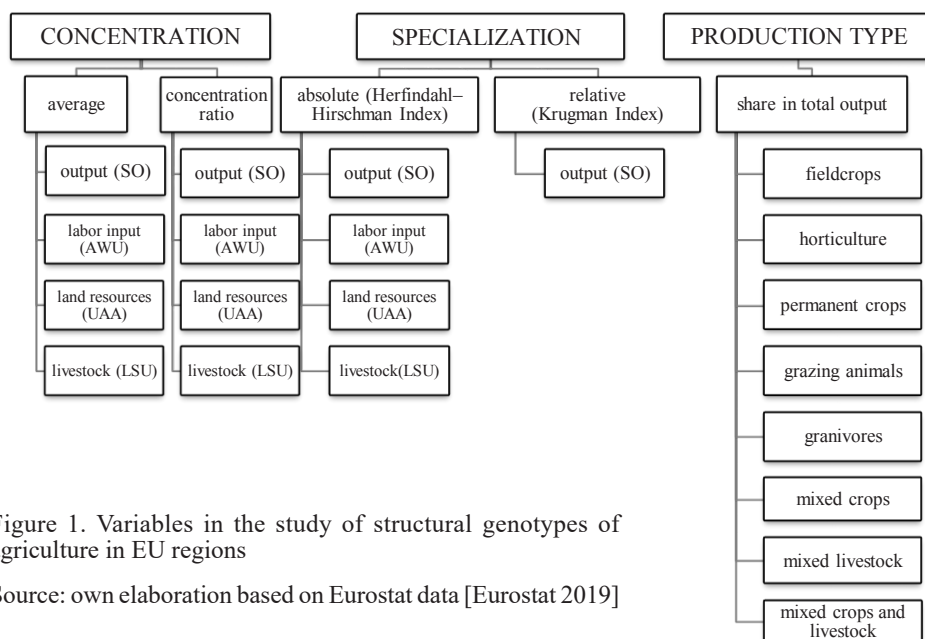 CONCENTRATION
SPECIALIZATION
PRODUCTION TYPE
average
concentration
ratio
absolute (Herfindahl–
Hirschman Index)
relative
(Krugman Index)
share in total output
output (SO)
labor input
(AWU)
land resources
(UAA)
livestock (LSU)
output (SO)
labor input
(AWU)
land resources
(UAA)
livestock (LSU)
output (SO)
labor input
(AWU)
land resources
(UAA)
livestock(LSU)
output (SO)
fieldcrops
horticulture
permanent crops
grazing animals
granivores
mixed crops
mixed livestock
mixed crops and
livestock
igure 1. Variables in the study of structural genotypes of
griculture in EU regions
ource: own elaboration based on Eurostat data [Eurostat 2019]